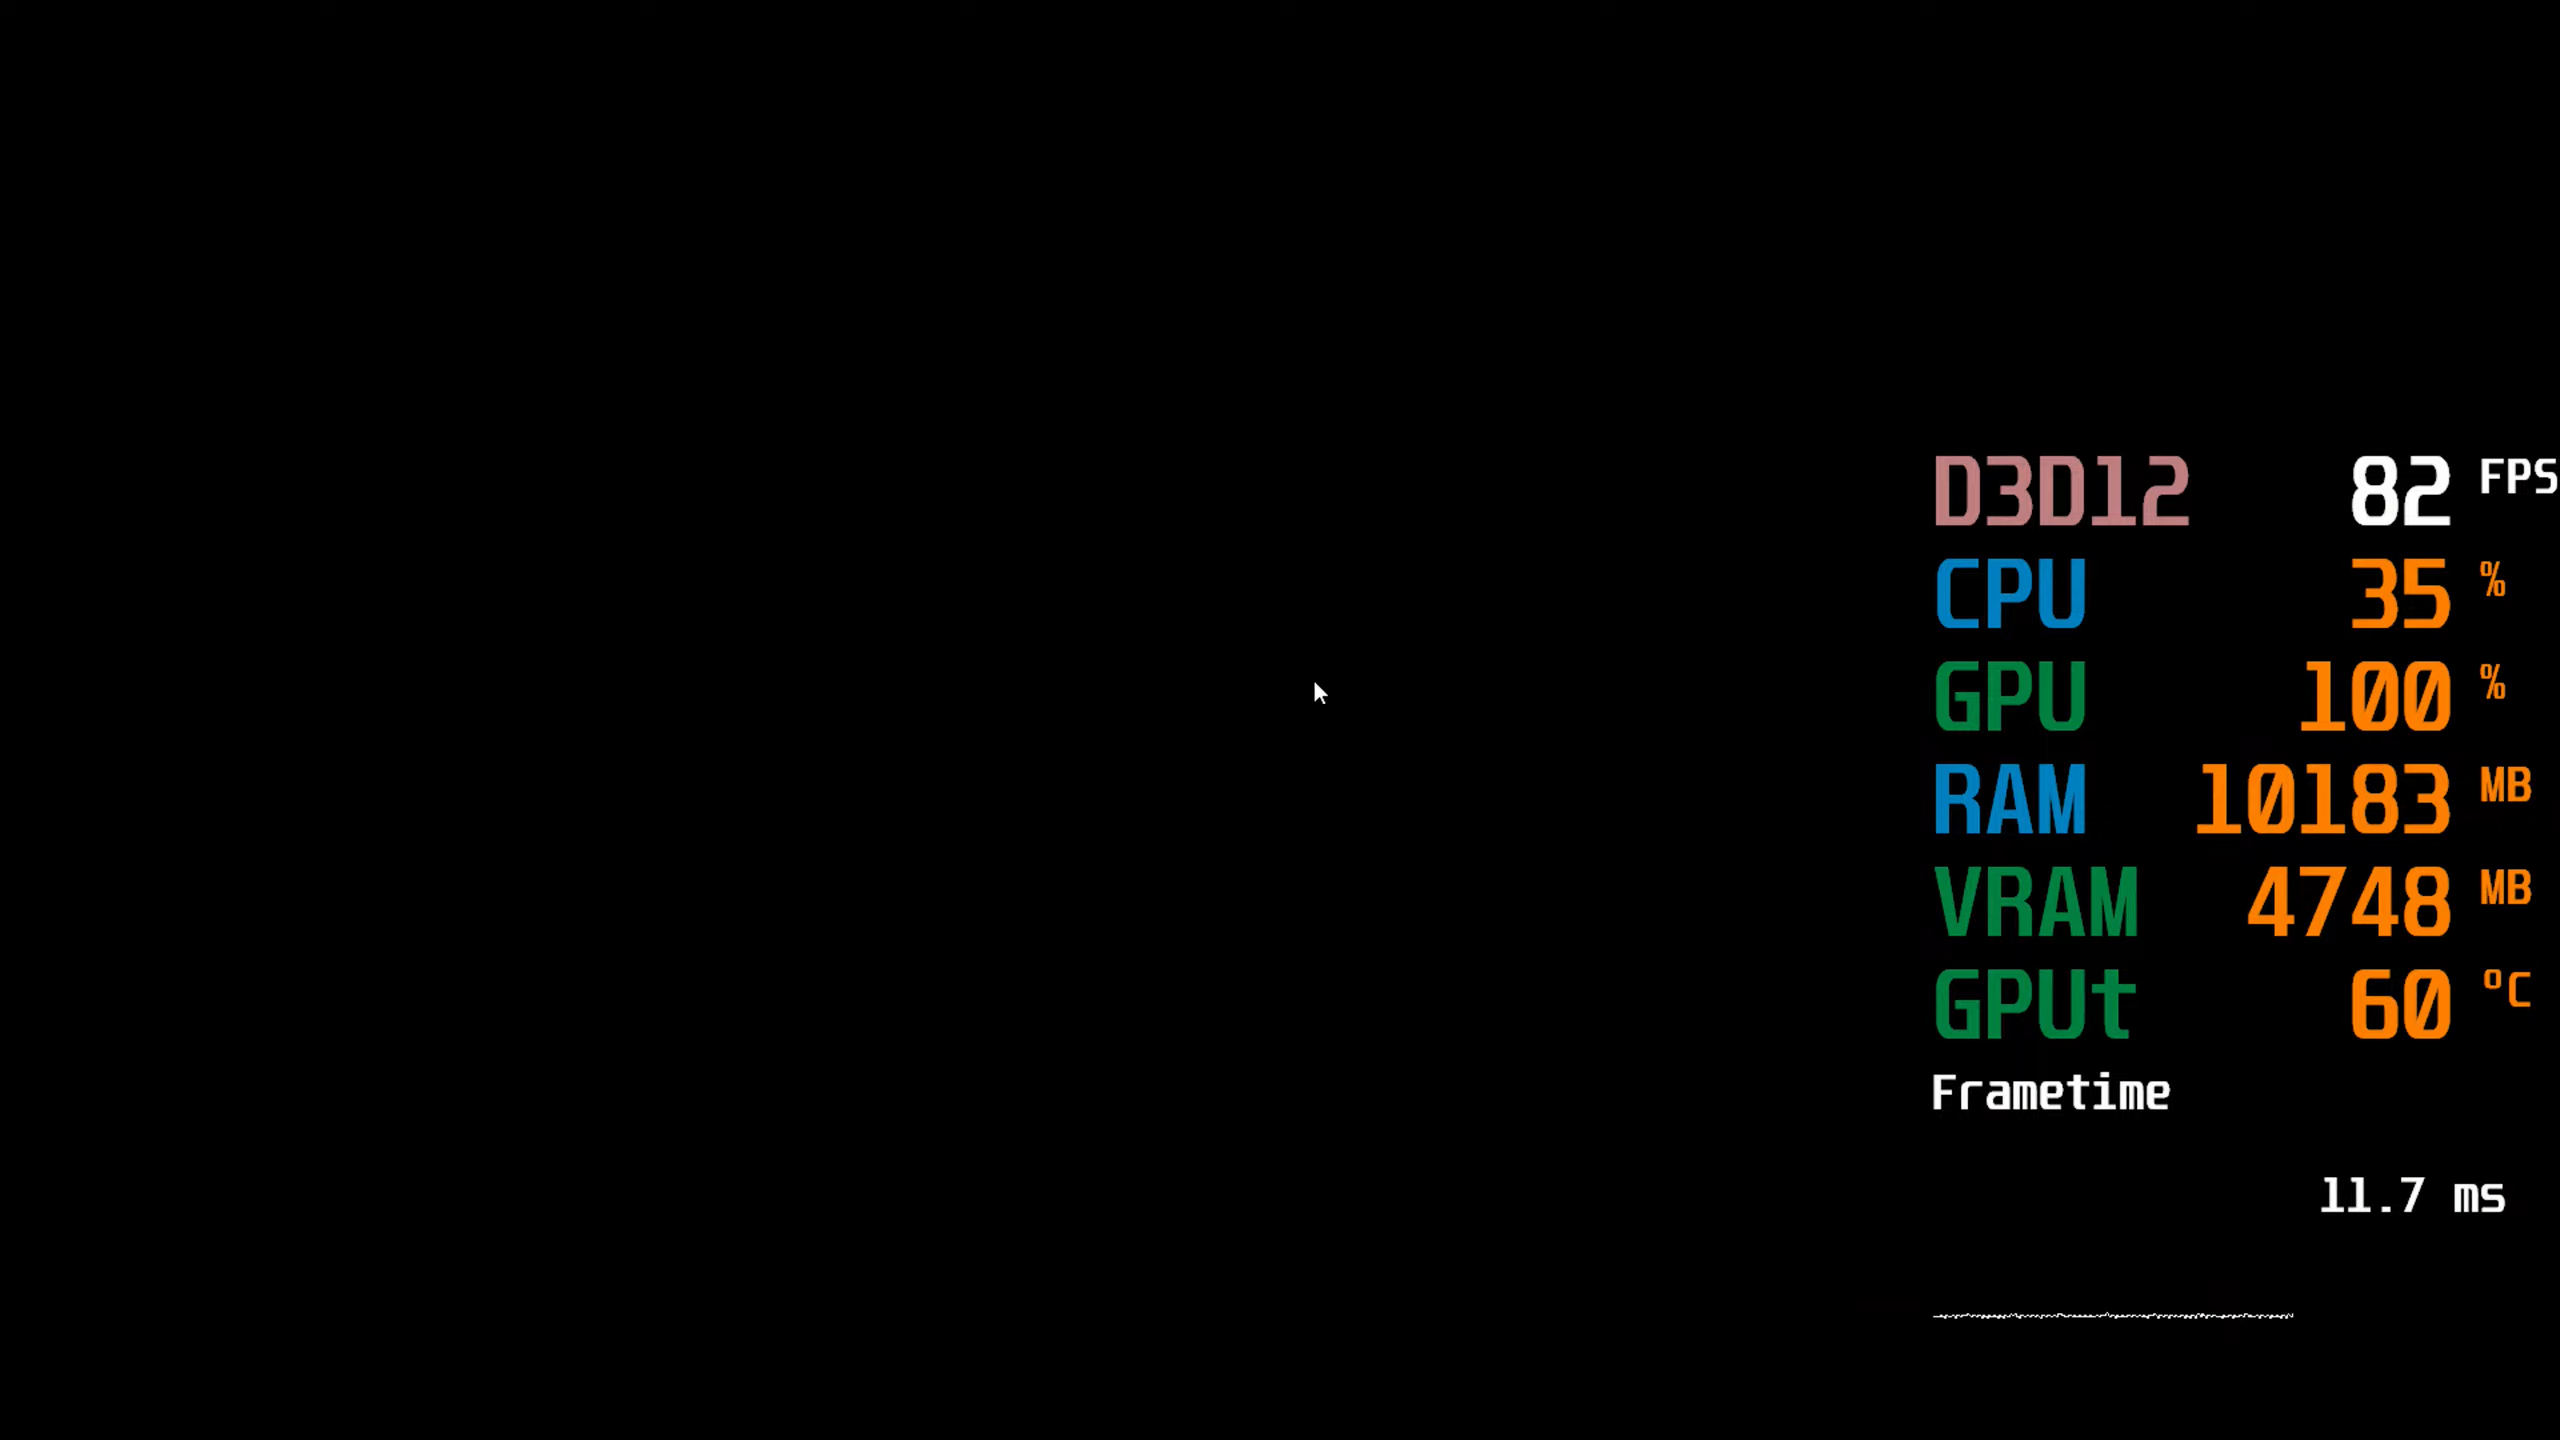 D3D12 82 FPS
CPU 35 %
GPU 100 %
RAM 10183 MB
VRAM 4748 MB
GPUt 60 °C
Frametime
11.7 ms